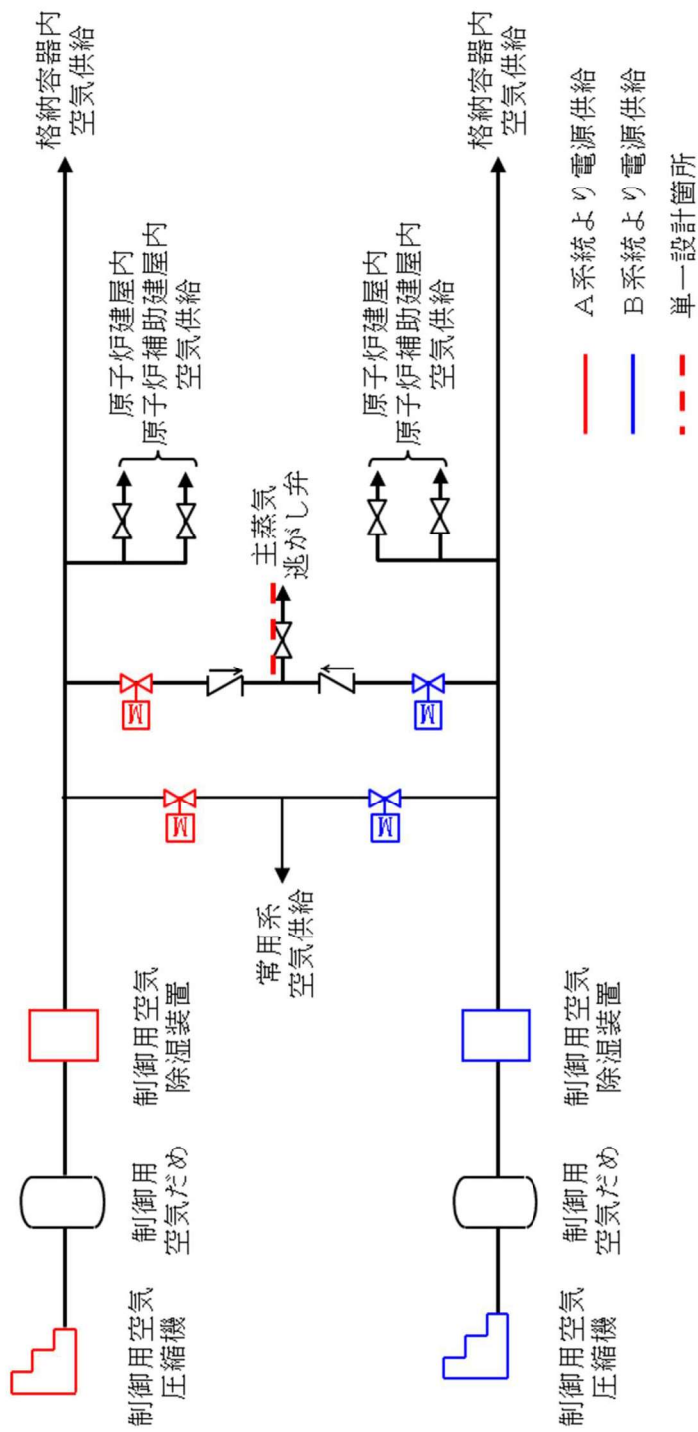 制御用空気
圧縮機
制御用
空気だめ
制御用空気
除湿装置
M
M
常用系
空気供給
主蒸気
逃がし弁
原子炉建屋内
原子炉補助建屋内
空気供給
格納容器内
空気供給
制御用空気
圧縮機
制御用
空気だめ
制御用空気
除湿装置
M
M
原子炉建屋内
原子炉補助建屋内
空気供給
格納容器内
空気供給
A系統より電源供給
B系統より電源供給
単一設計箇所